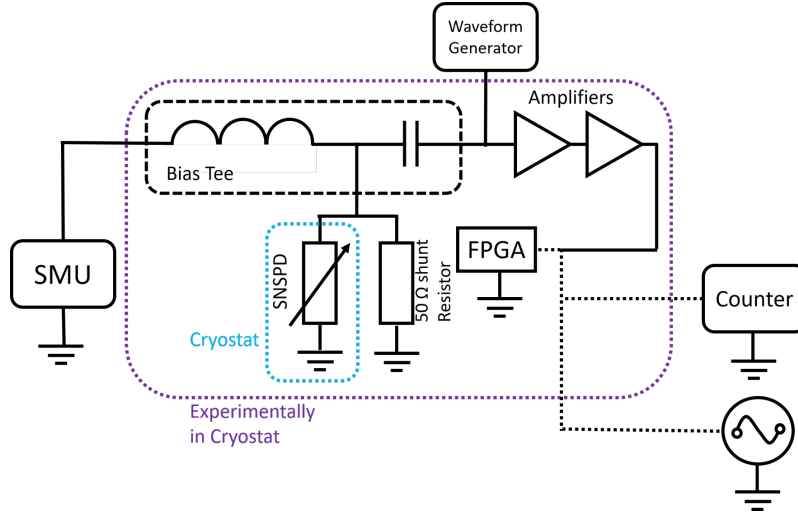 Waveform
Generator
Amplifiers
Bias Tee
SMU
SNSPD
50 Ω shunt
Resistor
FPGA
Counter
Cryostat
Experimentally
in Cryostat